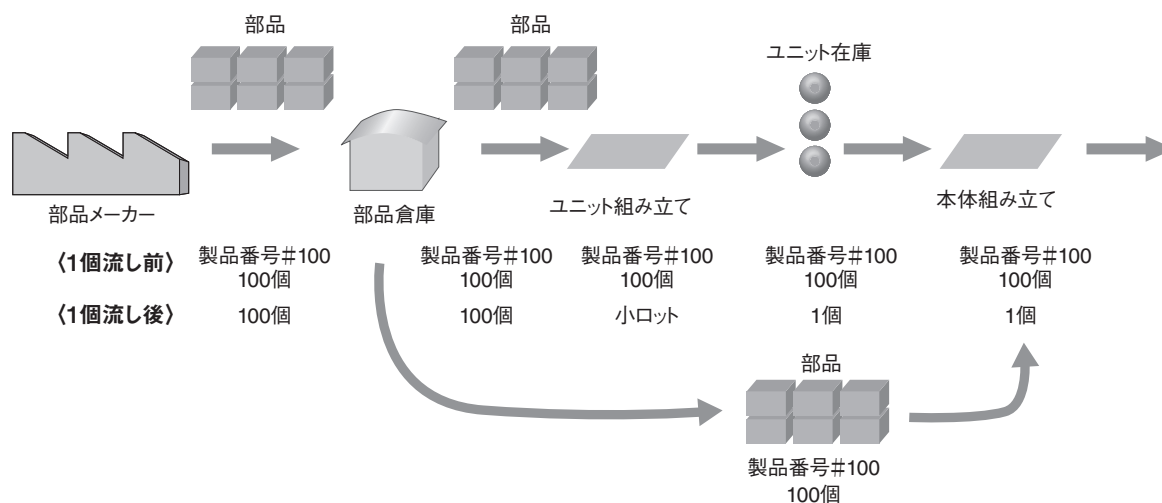 部品
部品
ユニット在庫
部品メーカー
部品倉庫
ユニット組み立て
本体組み立て
〈1個流し前〉
製品番号#100
100個
製品番号#100
100個
製品番号#100
100個
製品番号#100
100個
製品番号#100
100個
〈1個流し後〉
100個
100個
小ロット
1個
1個
部品
製品番号#100
100個